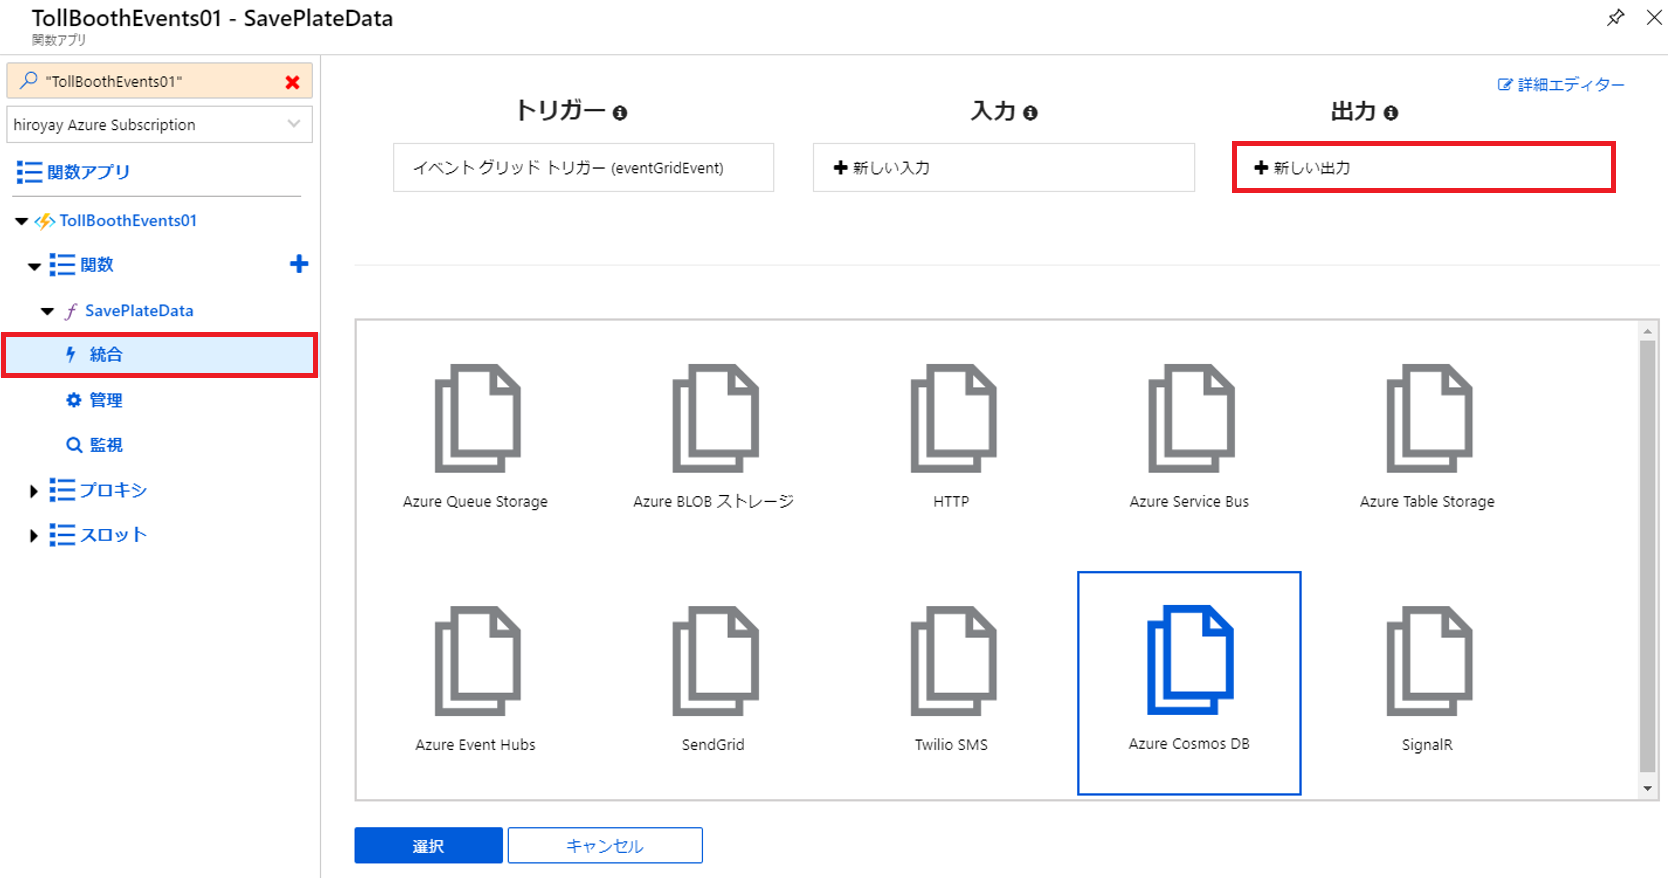 TollBoothEvents01 - SavePlateData
関数アプリ
"TollBoothEvents01"
hiroyay Azure Subscription
関数アプリ
TollBoothEvents01
関数
SavePlateData
統合
管理
監視
プロキシ
スロット
詳細エディター
トリガー
入力
出力
イベント グリッド トリガー (eventGridEvent)
新しい入力
新しい出力
Azure Queue Storage
Azure BLOB ストレージ
HTTP
Azure Service Bus
Azure Table Storage
Azure Event Hubs
SendGrid
Twilio SMS
Azure Cosmos DB
SignalR
選択
キャンセル